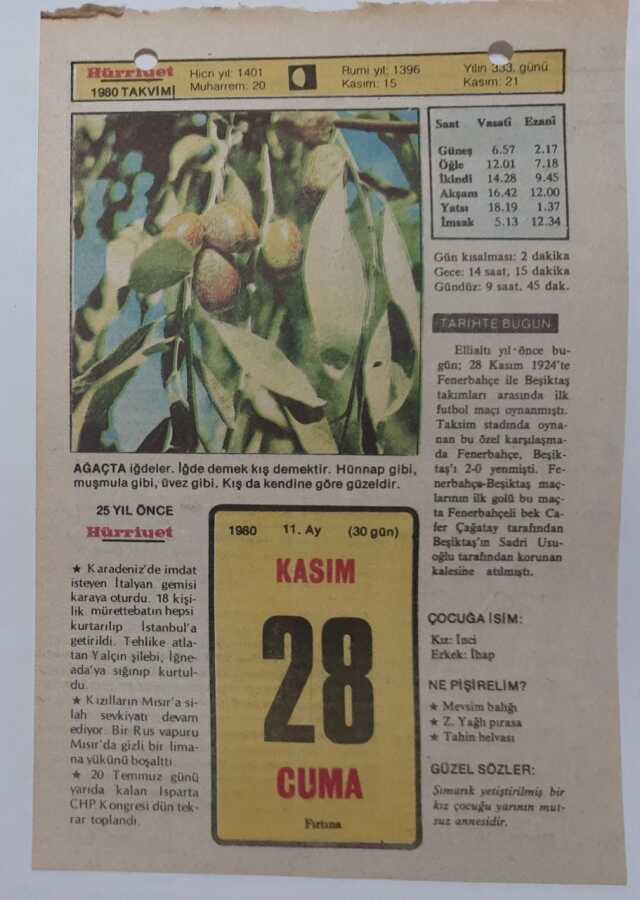 Hürriyet
1980 TAKVİMİ
Hicri yıl: 1401
Muharrem: 20
Rumi yıl: 1396
Kasım: 15
Yılın 333. günü
Kasım: 21
Saat Vasatî Ezanî
Güneş 6.57 2.17
Öğle 12.01 7.18
İkindi 14.28 9.45
Akşam 16.42 12.00
Yatsı 18.19 1.37
İmsak 5.13 12.34
Gün kısalması: 2 dakika
Gece: 14 saat, 15 dakika
Gündüz: 9 saat, 45 dak.
TARİHTE BUGÜN
Ellialtı yıl önce bu-
gün; 28 Kasım 1924'te
Fenerbahçe ile Beşiktaş
takımları arasında ilk
futbol maçı oynanmıştı.
Taksim stadında oyna-
nan bu özel karşılaşma-
da Fenerbahçe, Beşik-
taş'ı 2-0 yenmişti. Fe-
nerbahçe-Beşiktaş maç-
larının ilk golü bu maç-
ta Fenerbahçeli bek Ca-
fer Çağatay tarafından
Beşiktaş'ın Sadri Usu-
oğlu tarafından korunan
kalesine atılmıştı.
AĞAÇTA iğdeler. İğde demek kış demektir. Hünnap gibi,
muşmula gibi, üvez gibi. Kış da kendine göre güzeldir.
25 YIL ÖNCE
Hürriyet
★ Karadeniz'de imdat
isteyen İtalyan gemisi
karaya oturdu. 18 kişi-
lik mürettebatın hepsi
kurtarılıp İstanbul'a
getirildi. Tehlike atla-
tan Yalçın şilebi, İğne-
ada'ya sığınıp kurtul-
du.
★ Kızılların Mısır'a si-
lah sevkiyatı devam
ediyor. Bir Rus vapuru
Mısır'da gizli bir lima-
na yükünü boşalttı.
★ 20 Temmuz günü
yarıda kalan Isparta
CHP Kongresi dün tek-
rar toplandı.
1980 11. Ay (30 gün)
KASIM
28
CUMA
Fırtına
ÇOCUĞA İSİM:
Kız: İnci
Erkek: İhap
NE PİŞİRELİM?
★ Mevsim balığı
★ Z. Yağlı pırasa
★ Tahin helvası
GÜZEL SÖZLER:
Şımarık yetiştirilmiş bir
kız çocuğu yarının mut-
suz annesidir.